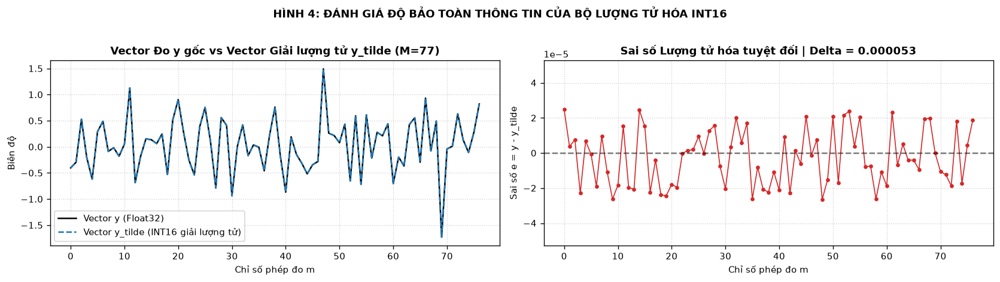 HÌNH 4: ĐÁNH GIÁ ĐỘ BẢO TOÀN THÔNG TIN CỦA BỘ LƯỢNG TỬ HÓA INT16
Vector Đo y gốc vs Vector Giải lượng tử y_tilde (M=77)
1.5
1.0
0.5
0.0
−0.5
−1.0
−1.5
Biên độ
Vector y (Float32)
Vector y_tilde (INT16 giải lượng tử)
0 10 20 30 40 50 60 70
Chỉ số phép đo m
Sai số Lượng tử hóa tuyệt đối | Delta = 0.000053
1e−5
4
2
0
−2
−4
Sai số e = y - y_tilde
0 10 20 30 40 50 60 70
Chỉ số phép đo m